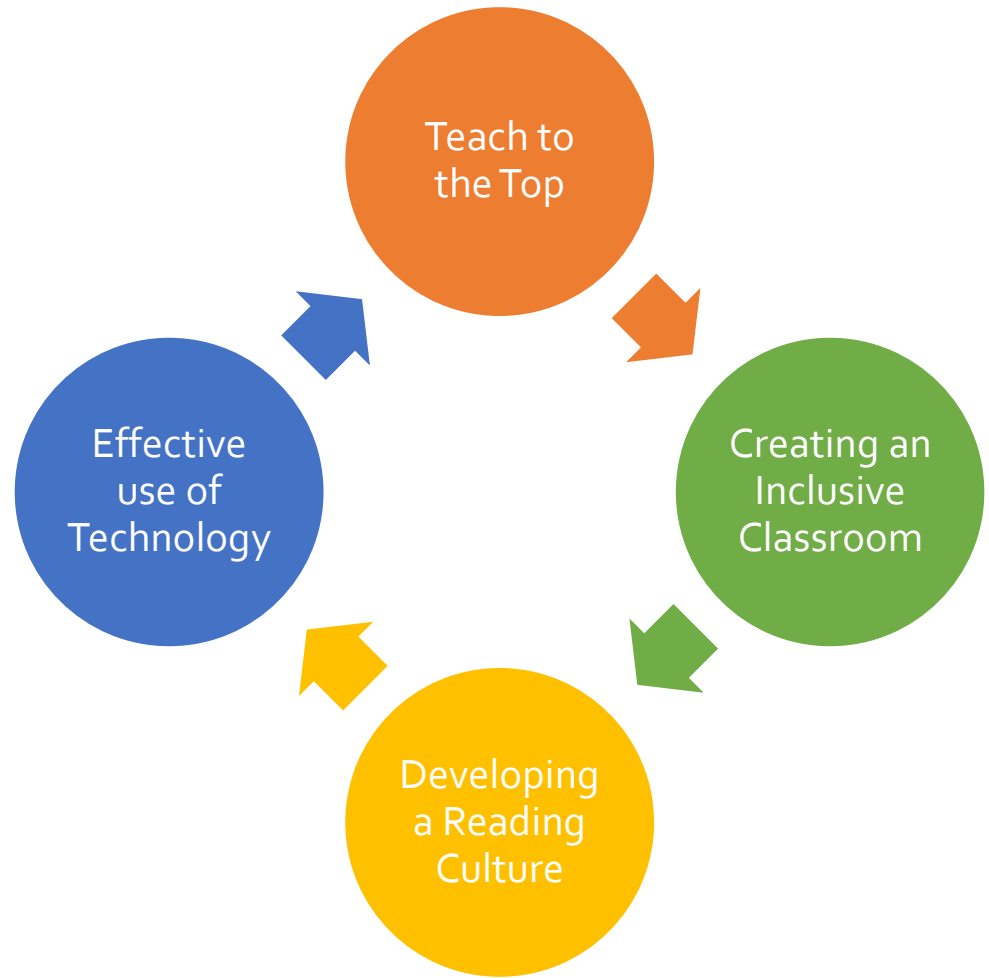 Teach to
the Top
Creating an
Inclusive
Classroom
Developing
a Reading
Culture
Effective
use of
Technology